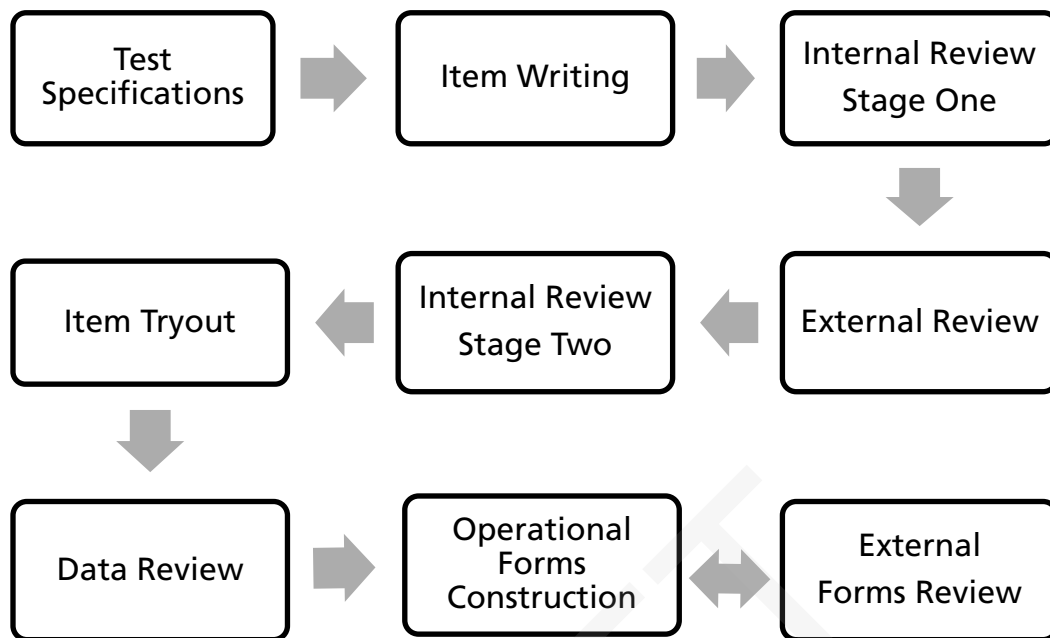 Test
Specifications
Item Writing
Internal Review
Stage One
External Review
Internal Review
Stage Two
Item Tryout
Data Review
Operational
Forms
Construction
External
Forms Review